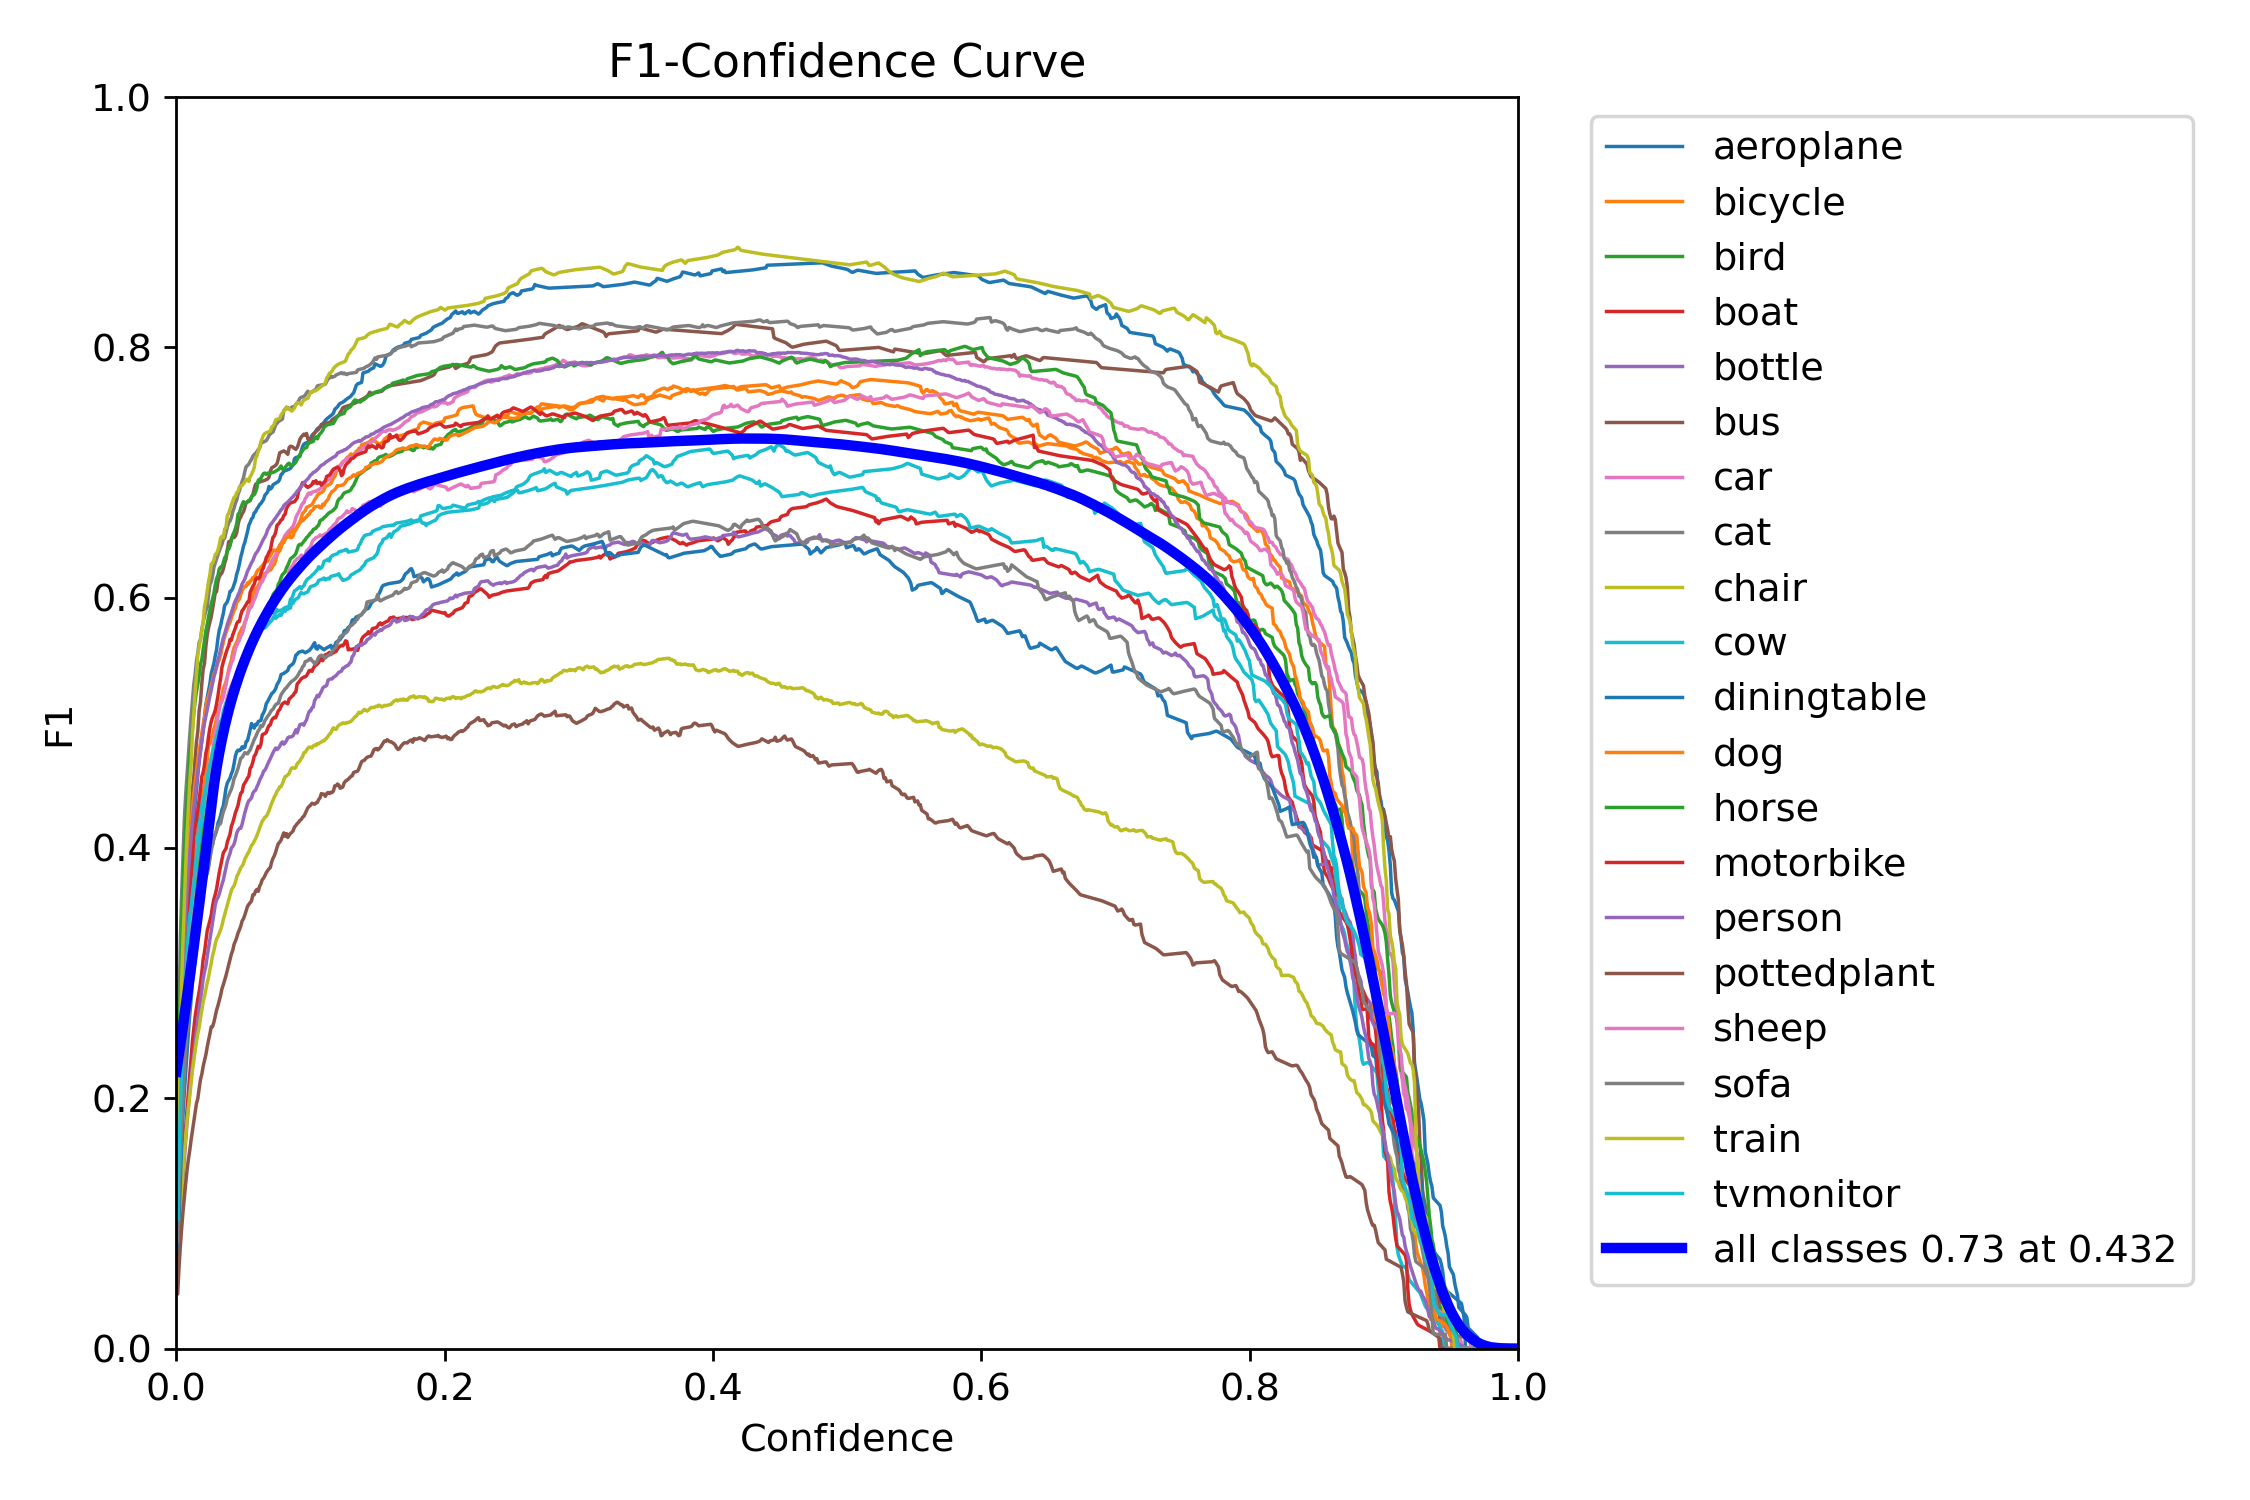 F1-Confidence Curve
1.0
0.8
0.6
0.4
0.2
0.0
F1
0.0 0.2 0.4 0.6 0.8 1.0
Confidence
aeroplane
bicycle
bird
boat
bottle
bus
car
cat
chair
cow
diningtable
dog
horse
motorbike
person
pottedplant
sheep
sofa
train
tvmonitor
all classes 0.73 at 0.432